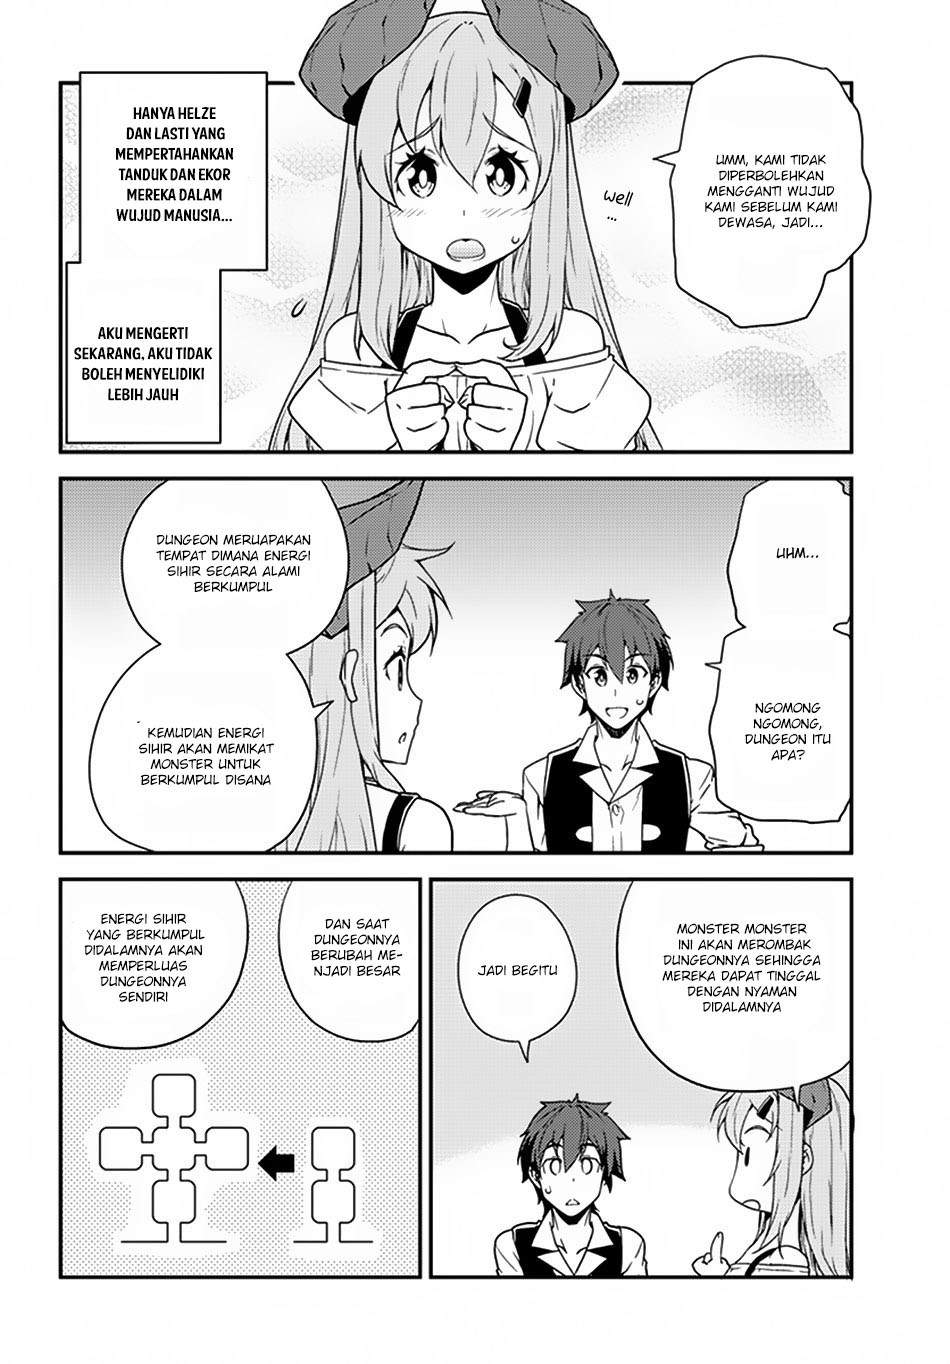 UMM, KAMI TIDAK
DIPERBOLEHKAN
MENGGANTI WUJUD
KAMI SEBELUM KAMI
DEWASA, JADI...
well
...
HANYA HELZE
DAN LASTI YANG
MEMPERTAHANKAN
TANDUK DAN EKOR
MEREKA DALAM
WUJUD MANUSIA...
AKU MENGERTI
SEKARANG, AKU TIDAK
BOLEH MENYELIDIKI
LEBIH JAUH
UHM...
NGOMONG
NGOMONG,
DUNGEON ITU
APA?
DUNGEON MERUAPAKAN
TEMPAT DIMANA ENERGI
SIHIR SECARA ALAMI
BERKUMPUL
KEMUDIAN ENERGI
SIHIR AKAN MEMIKAT
MONSTER UNTUK
BERKUMPUL DISANA
MONSTER MONSTER
INI AKAN MEROMBAK
DUNGEONNYA SEHINGGA
MEREKA DAPAT TINGGAL
DENGAN NYAMAN
DIDALAMNYA
JADI BEGITU
DAN SAAT
DUNGEONNYA
BERUBAH ME-
NJADI BESAR
ENERGI SIHIR
YANG BERKUMPUL
DIDALAMNYA AKAN
MEMPERLUAS
DUNGEONNYA
SENDIRI